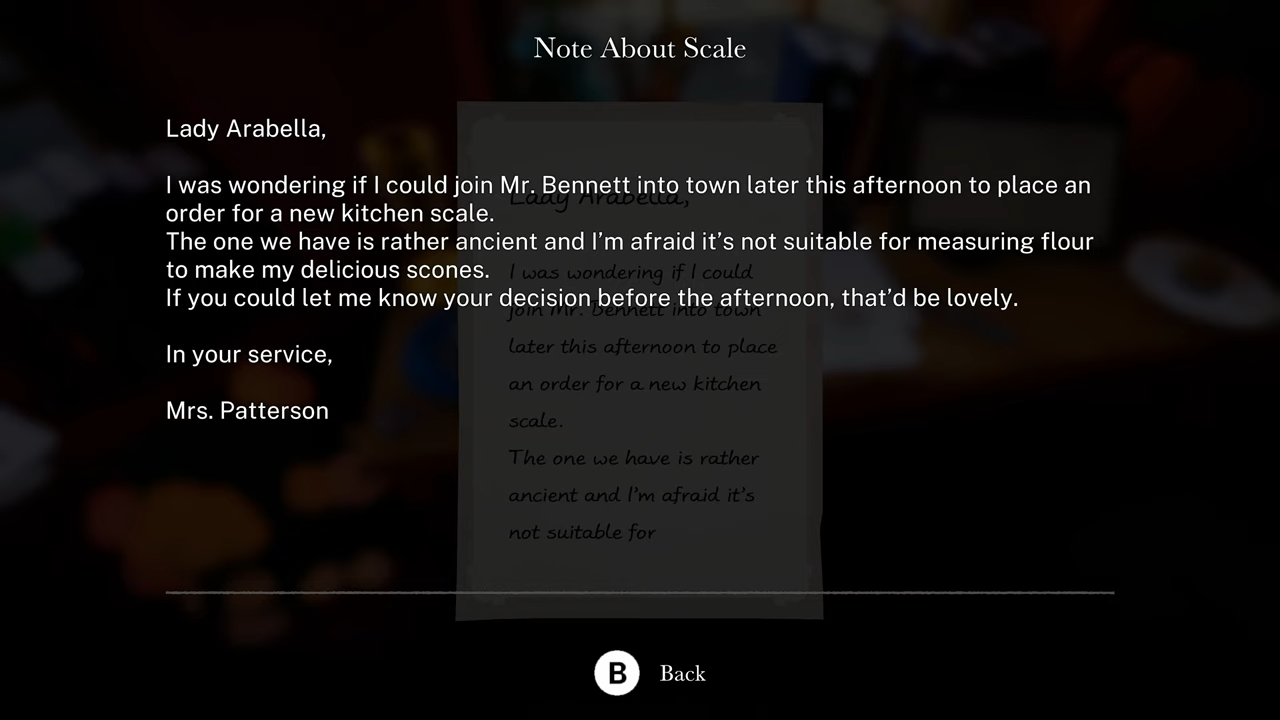 Note About Scale
Lady Arabella,
I was wondering if I could join Mr. Bennett into town later this afternoon to place an
order for a new kitchen scale.
The one we have is rather ancient and I'm afraid it's not suitable for measuring flour
to make my delicious scones.
If you could let me know your decision before the afternoon, that'd be lovely.
In your service,
Mrs. Patterson
Lady Arabella,
I was wondering if I could
join Mr. Bennett into town
later this afternoon to place
an order for a new kitchen
scale.
The one we have is rather
ancient and I'm afraid it's
not suitable for
B Back